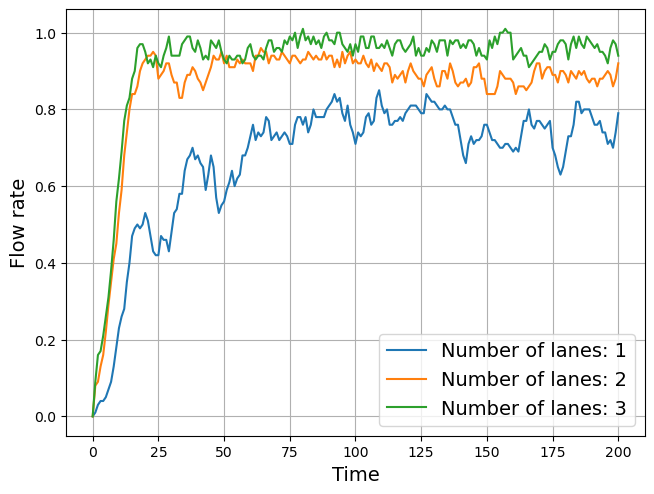 1.0
0.8
0.6
0.4
0.2
0.0
Flow rate
0 25 50 75 100 125 150 175 200
Time
Number of lanes: 1
Number of lanes: 2
Number of lanes: 3